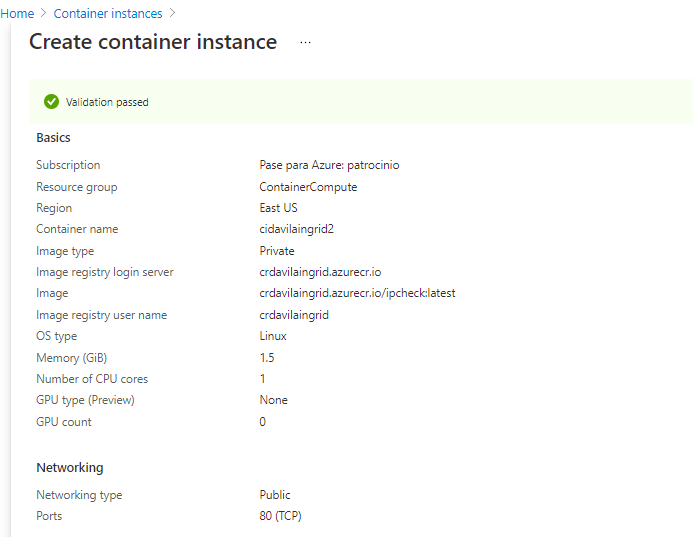 Home > Container instances >
Create container instance ...
Validation passed
Basics
Subscription Pase para Azure: patrocinio
Resource group ContainerCompute
Region East US
Container name cidavilaingrid2
Image type Private
Image registry login server crdavilaingrid.azurecr.io
Image crdavilaingrid.azurecr.io/ipcheck:latest
Image registry user name crdavilaingrid
OS type Linux
Memory (GiB) 1.5
Number of CPU cores 1
GPU type (Preview) None
GPU count 0
Networking
Networking type Public
Ports 80 (TCP)